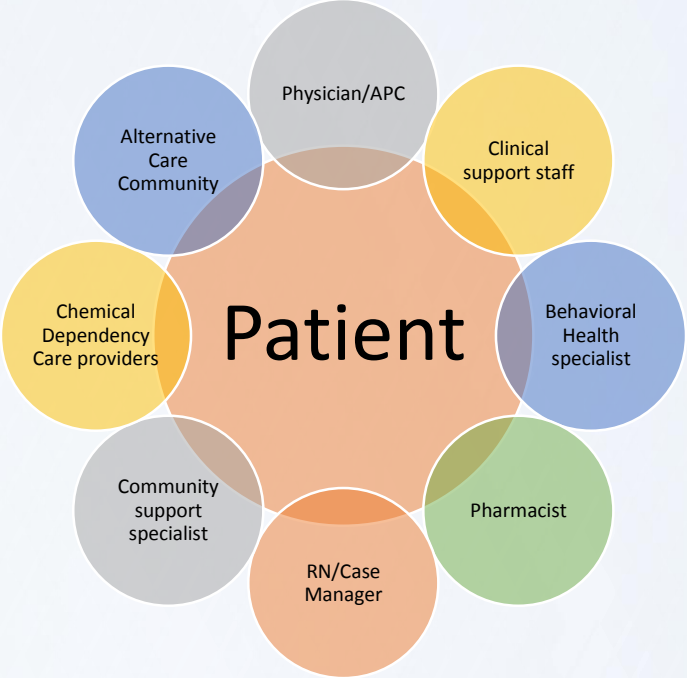 Physician/APC
Clinical
support staff
Behavioral
Health
specialist
Pharmacist
RN/Case
Manager
Community
support
specialist
Chemical
Dependency
Care providers
Alternative
Care
Community
Patient